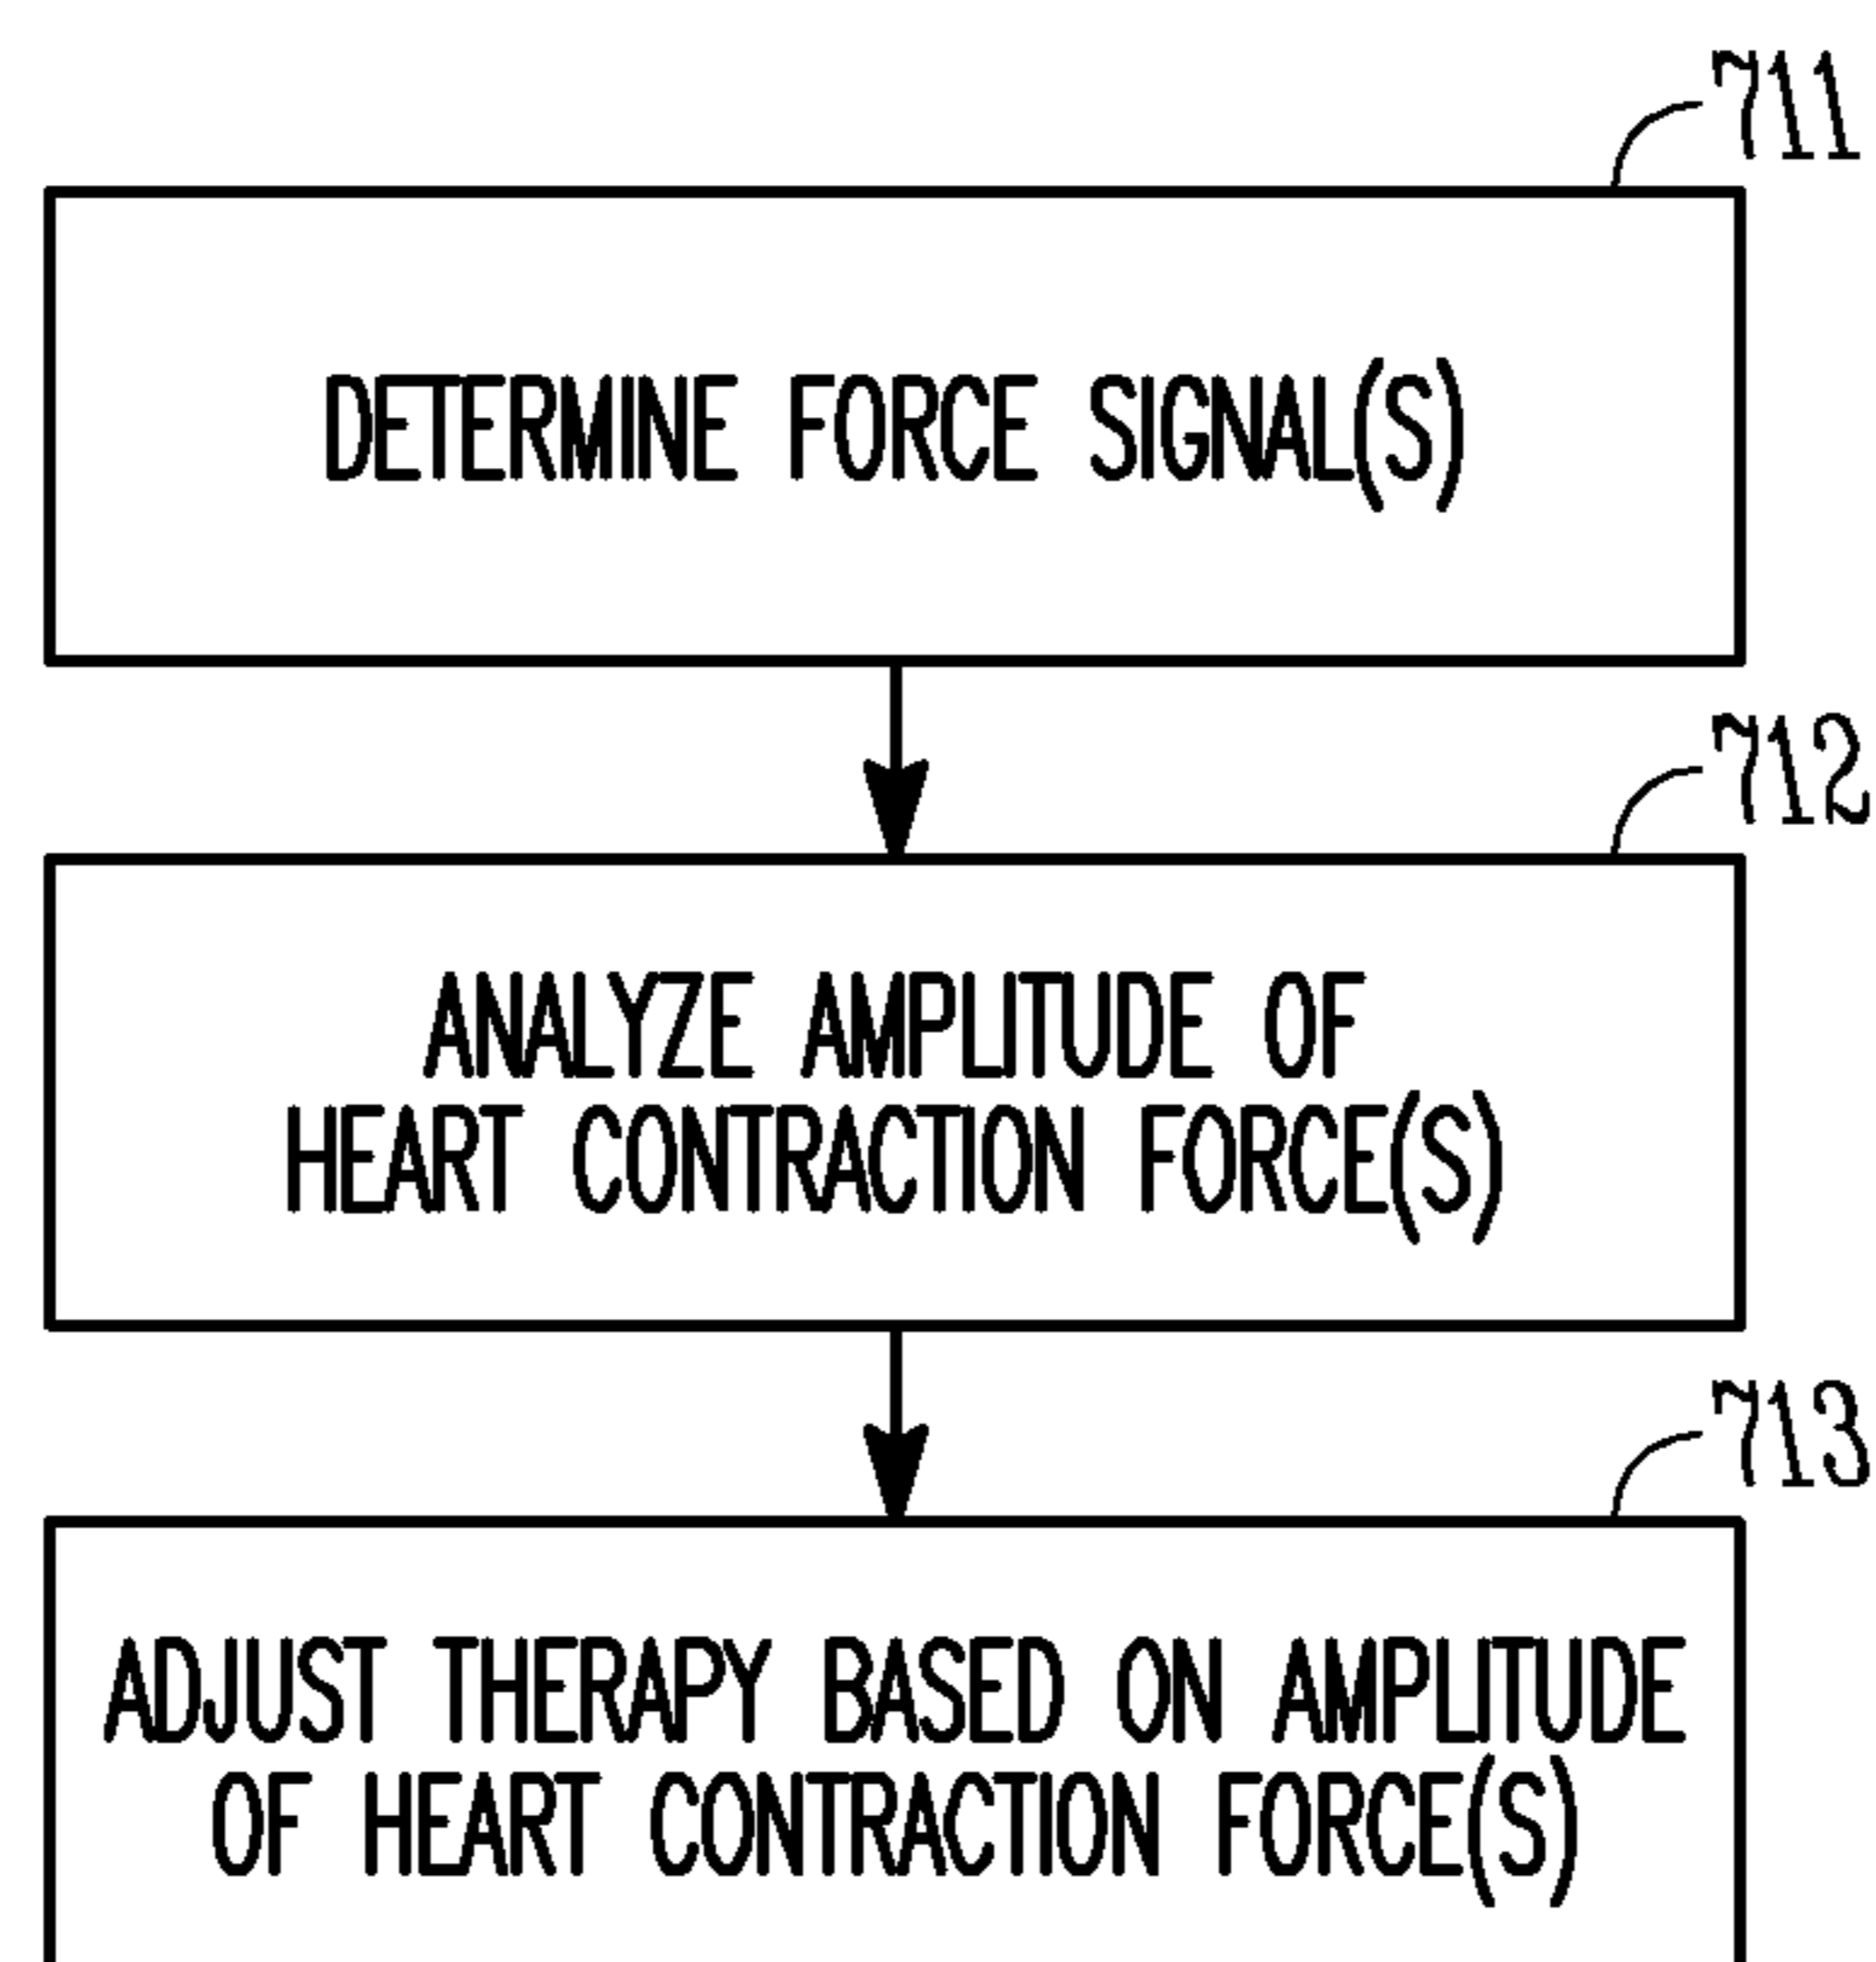 711
DETERMINE FORCE SIGNAL(S)
712
ANALYZE AMPLITUDE OF
HEART CONTRACTION FORCE(S)
713
ADJUST THERAPY BASED ON AMPLITUDE
OF HEART CONTRACTION FORCE(S)